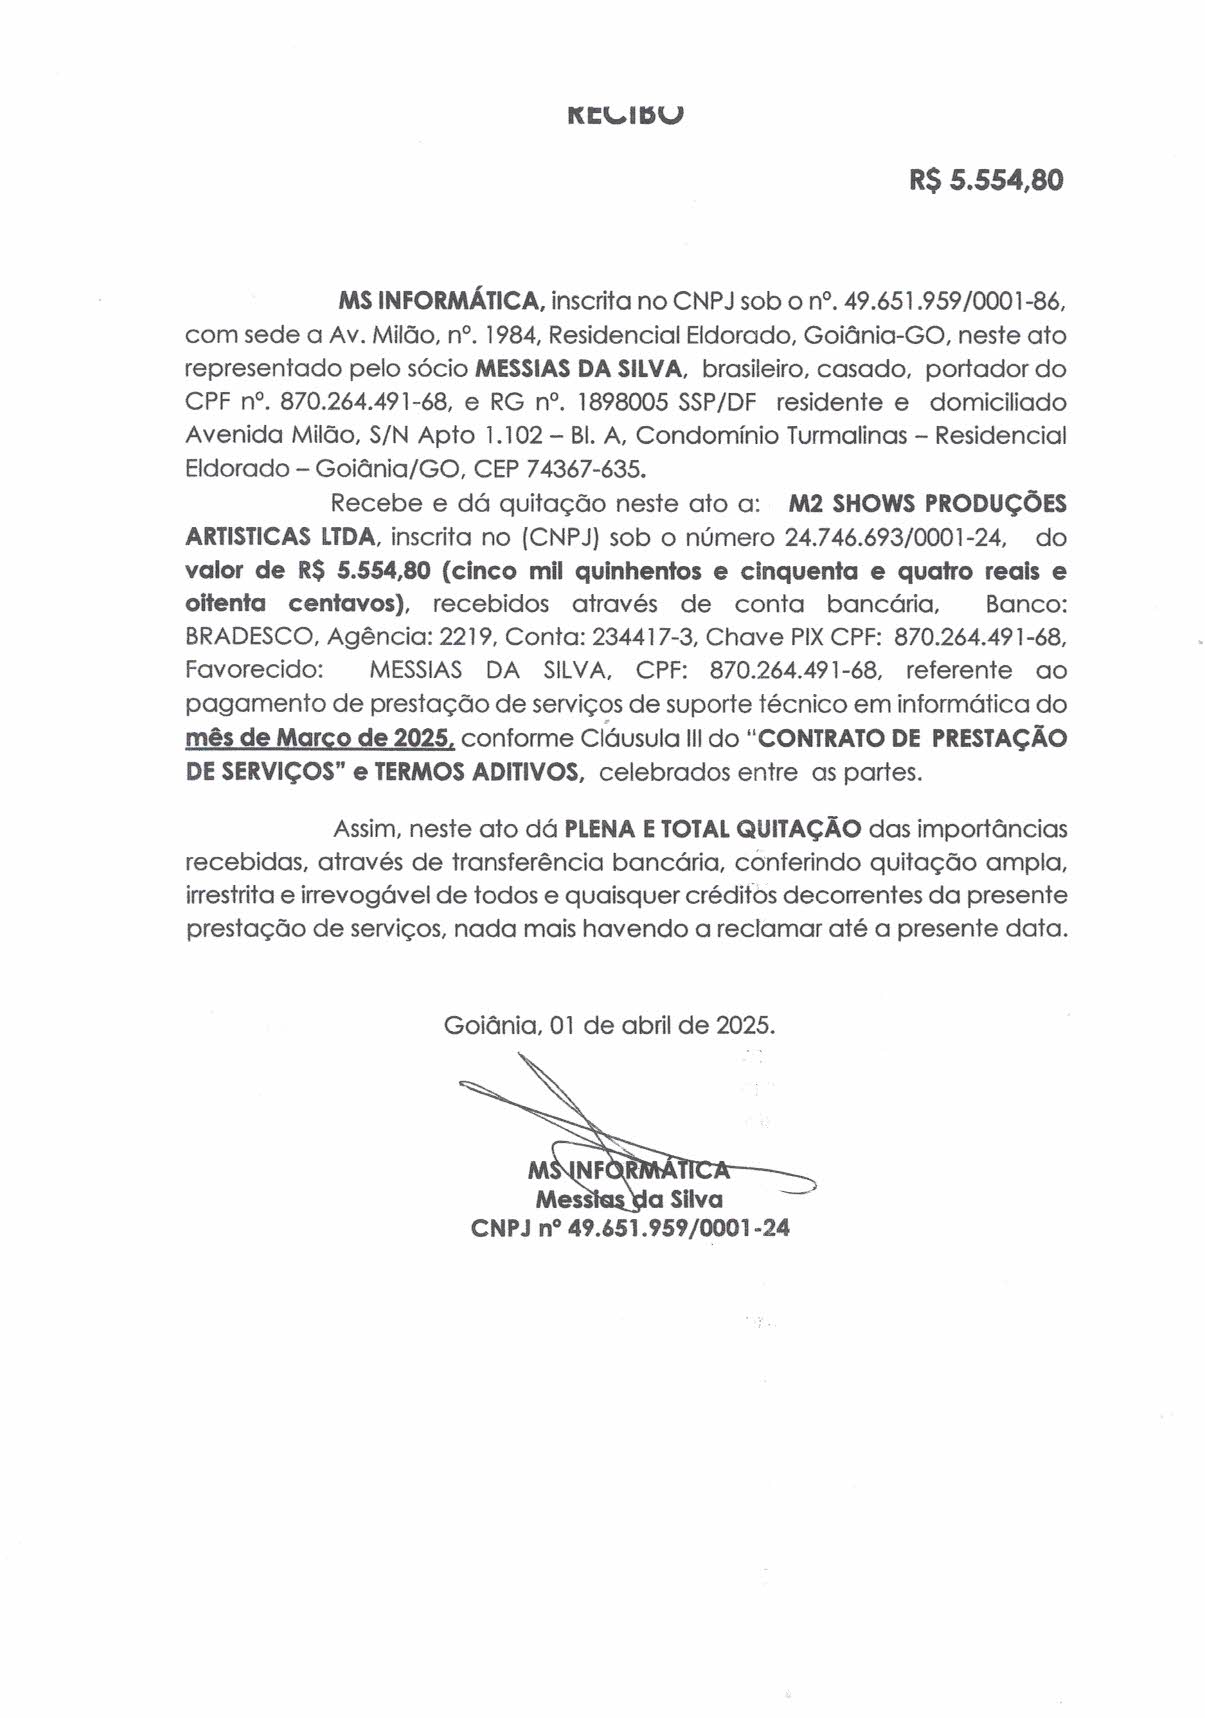 RECIBO
R$ 5.554,80
MS INFORMÁTICA, inscrita no CNPJ sob o nº. 49.651.959/0001-86,
com sede a Av. Milão, nº. 1984, Residencial Eldorado, Goiânia-GO, neste ato
representado pelo sócio MESSIAS DA SILVA, brasileiro, casado, portador do
CPF nº. 870.264.491-68, e RG nº. 1898005 SSP/DF residente e domiciliado
Avenida Milão, S/N Apto 1.102 – Bl. A, Condomínio Turmalinas – Residencial
Eldorado – Goiânia/GO, CEP 74367-635.
Recebe e dá quitação neste ato a: M2 SHOWS PRODUÇÕES
ARTISTICAS LTDA, inscrita no (CNPJ) sob o número 24.746.693/0001-24, do
valor de R$ 5.554,80 (cinco mil quinhentos e cinquenta e quatro reais e
oitenta centavos), recebidos através de conta bancária, Banco:
BRADESCO, Agência: 2219, Conta: 234417-3, Chave PIX CPF: 870.264.491-68,
Favorecido: MESSIAS DA SILVA, CPF: 870.264.491-68, referente ao
pagamento de prestação de serviços de suporte técnico em informática do
mês de Março de 2025, conforme Cláusula III do “CONTRATO DE PRESTAÇÃO
DE SERVIÇOS” e TERMOS ADITIVOS, celebrados entre as partes.
Assim, neste ato dá PLENA E TOTAL QUITAÇÃO das importâncias
recebidas, através de transferência bancária, conferindo quitação ampla,
irrestrita e irrevogável de todos e quaisquer créditos decorrentes da presente
prestação de serviços, nada mais havendo a reclamar até a presente data.
Goiânia, 01 de abril de 2025.
MS INFORMÁTICA
Messias da Silva
CNPJ nº 49.651.959/0001-24